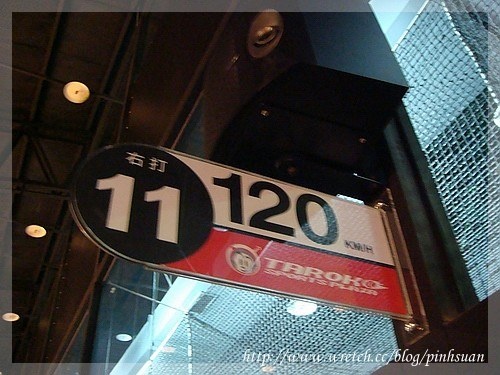 右打
11
120
KM/H
TAROKO
SPORTS PLAZA
http://www.wretch.cc/blog/pinhsuan